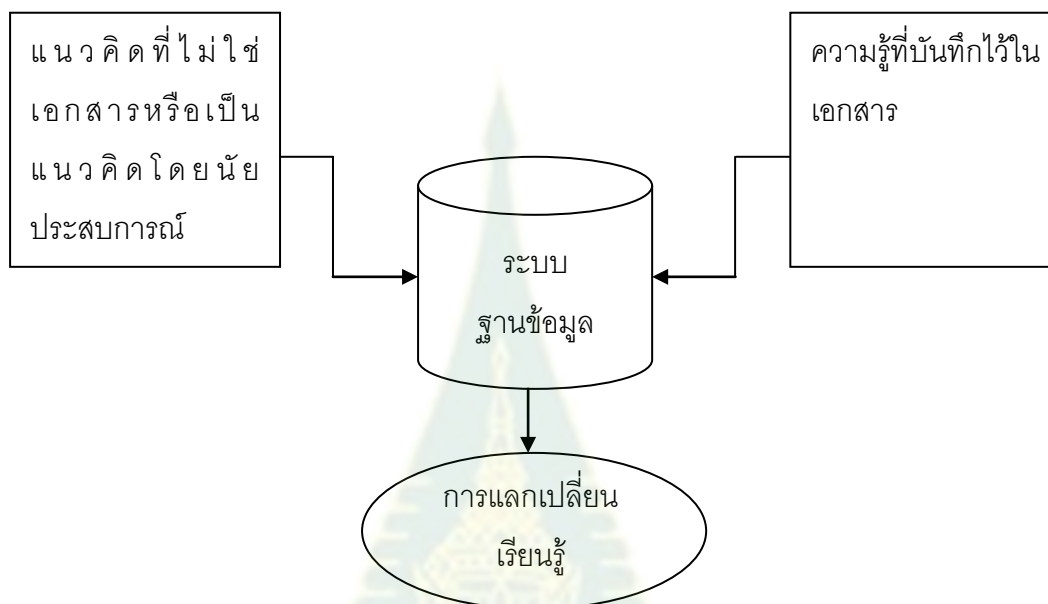 แนวคิดที่ไม่ใช่
เอกสารหรือเป็น
แนวคิดโดยนัย
ประสบการณ์
ความรู้ที่บันทึกไว้ใน
เอกสาร
ระบบ
ฐานข้อมูล
การแลกเปลี่ยน
เรียนรู้